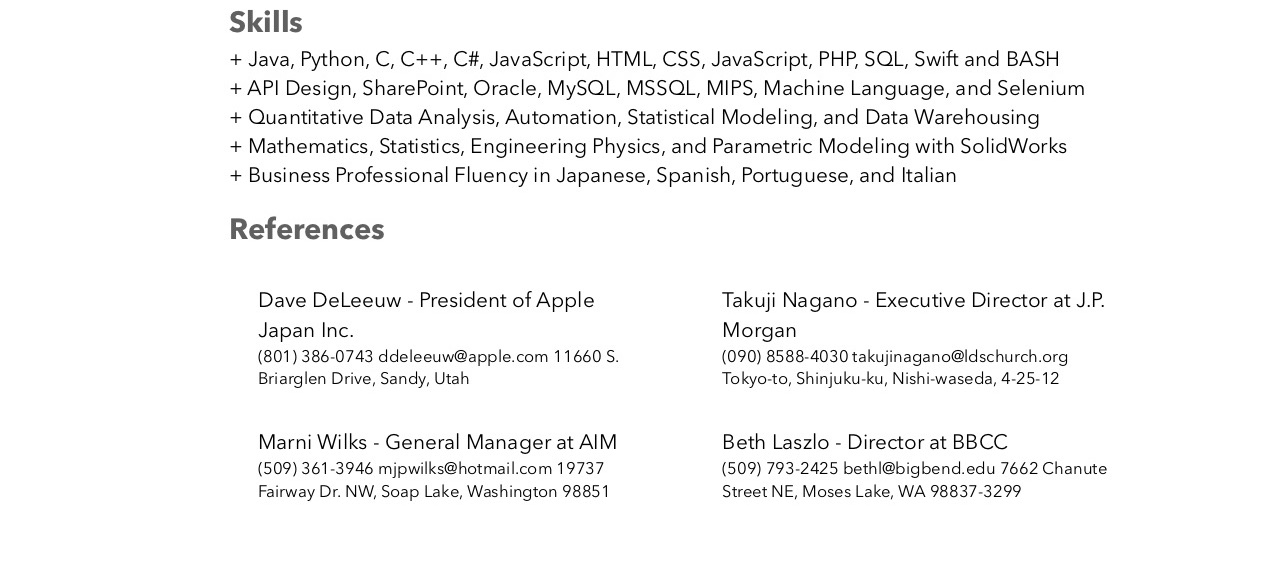 Skills
+ Java, Python, C, C++, C#, JavaScript, HTML, CSS, JavaScript, PHP, SQL, Swift and BASH
+ API Design, SharePoint, Oracle, MySQL, MSSQL, MIPS, Machine Language, and Selenium
+ Quantitative Data Analysis, Automation, Statistical Modeling, and Data Warehousing
+ Mathematics, Statistics, Engineering Physics, and Parametric Modeling with SolidWorks
+ Business Professional Fluency in Japanese, Spanish, Portuguese, and Italian
References
Dave DeLeeuw - President of Apple
Japan Inc.
(801) 386-0743 ddeleeuw@apple.com 11660 S.
Briarglen Drive, Sandy, Utah
Takuji Nagano - Executive Director at J.P.
Morgan
(090) 8588-4030 takujinagano@ldschurch.org
Tokyo-to, Shinjuku-ku, Nishi-waseda, 4-25-12
Marni Wilks - General Manager at AIM
(509) 361-3946 mjpwilks@hotmail.com 19737
Fairway Dr. NW, Soap Lake, Washington 98851
Beth Laszlo - Director at BBCC
(509) 793-2425 bethl@bigbend.edu 7662 Chanute
Street NE, Moses Lake, WA 98837-3299